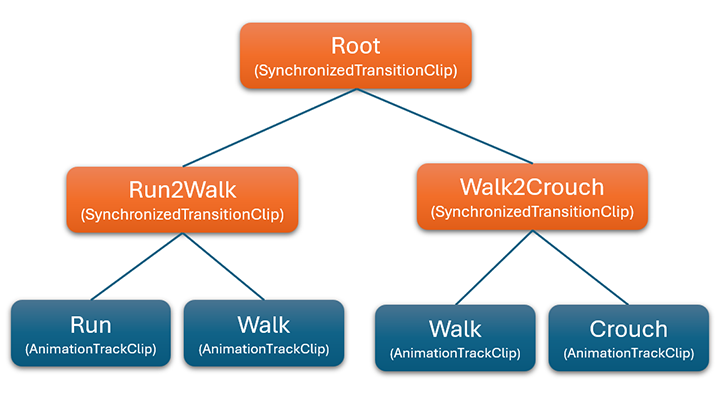 Root
(SynchronizedTransitionClip)
Run2Walk
(SynchronizedTransitionClip)
Walk2Crouch
(SynchronizedTransitionClip)
Run
(AnimationTrackClip)
Walk
(AnimationTrackClip)
Walk
(AnimationTrackClip)
Crouch
(AnimationTrackClip)